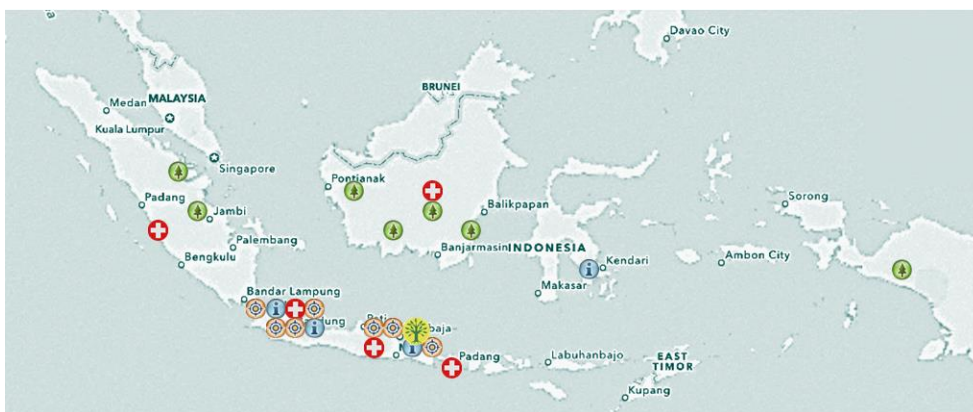 Davao City
BRUNEI
Medan
MALAYSIA
Kuala Lumpur
Singapore
Pontianak
Padang
Jambi
Balikpapan
Sorong
Palembang
Banjarmasin
INDONESIA
Bengkulu
Kendari
Ambon City
Makasar
Bandar Lampung
Padang
Labuhanbajo
EAST
TIMOR
Kupang